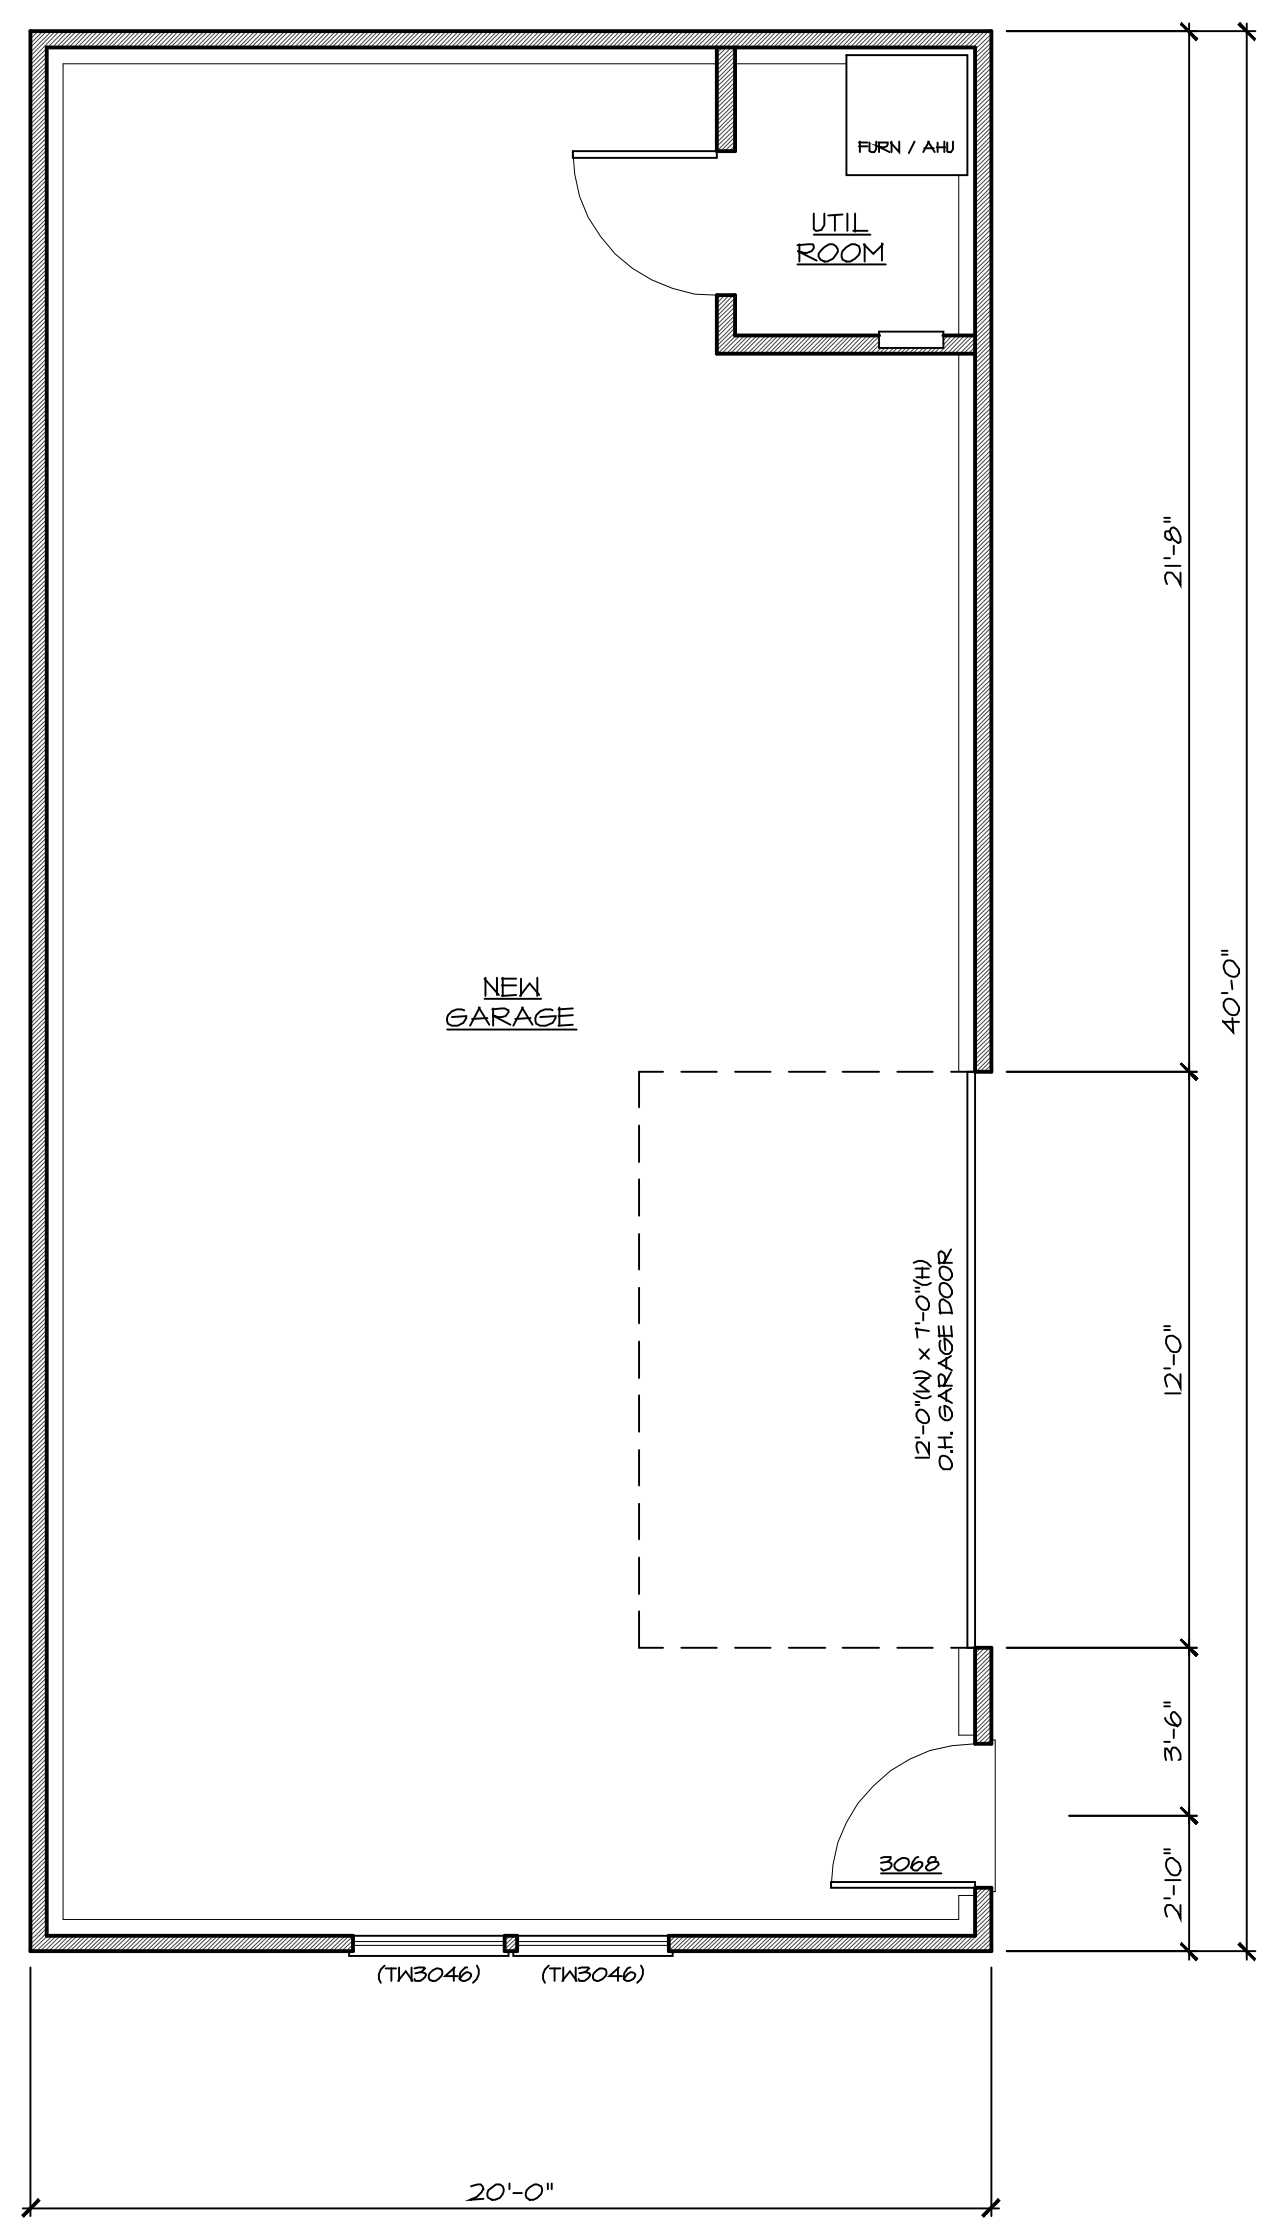 FURN / AHU
UTIL
ROOM
21'-8"
40'-0"
NEW
GARAGE
12'-0"(W) x 7'-0"(H)
O.H. GARAGE DOOR
12'-0"
3'-6"
3068
2'-10"
(TW3046) (TW3046)
20'-0"